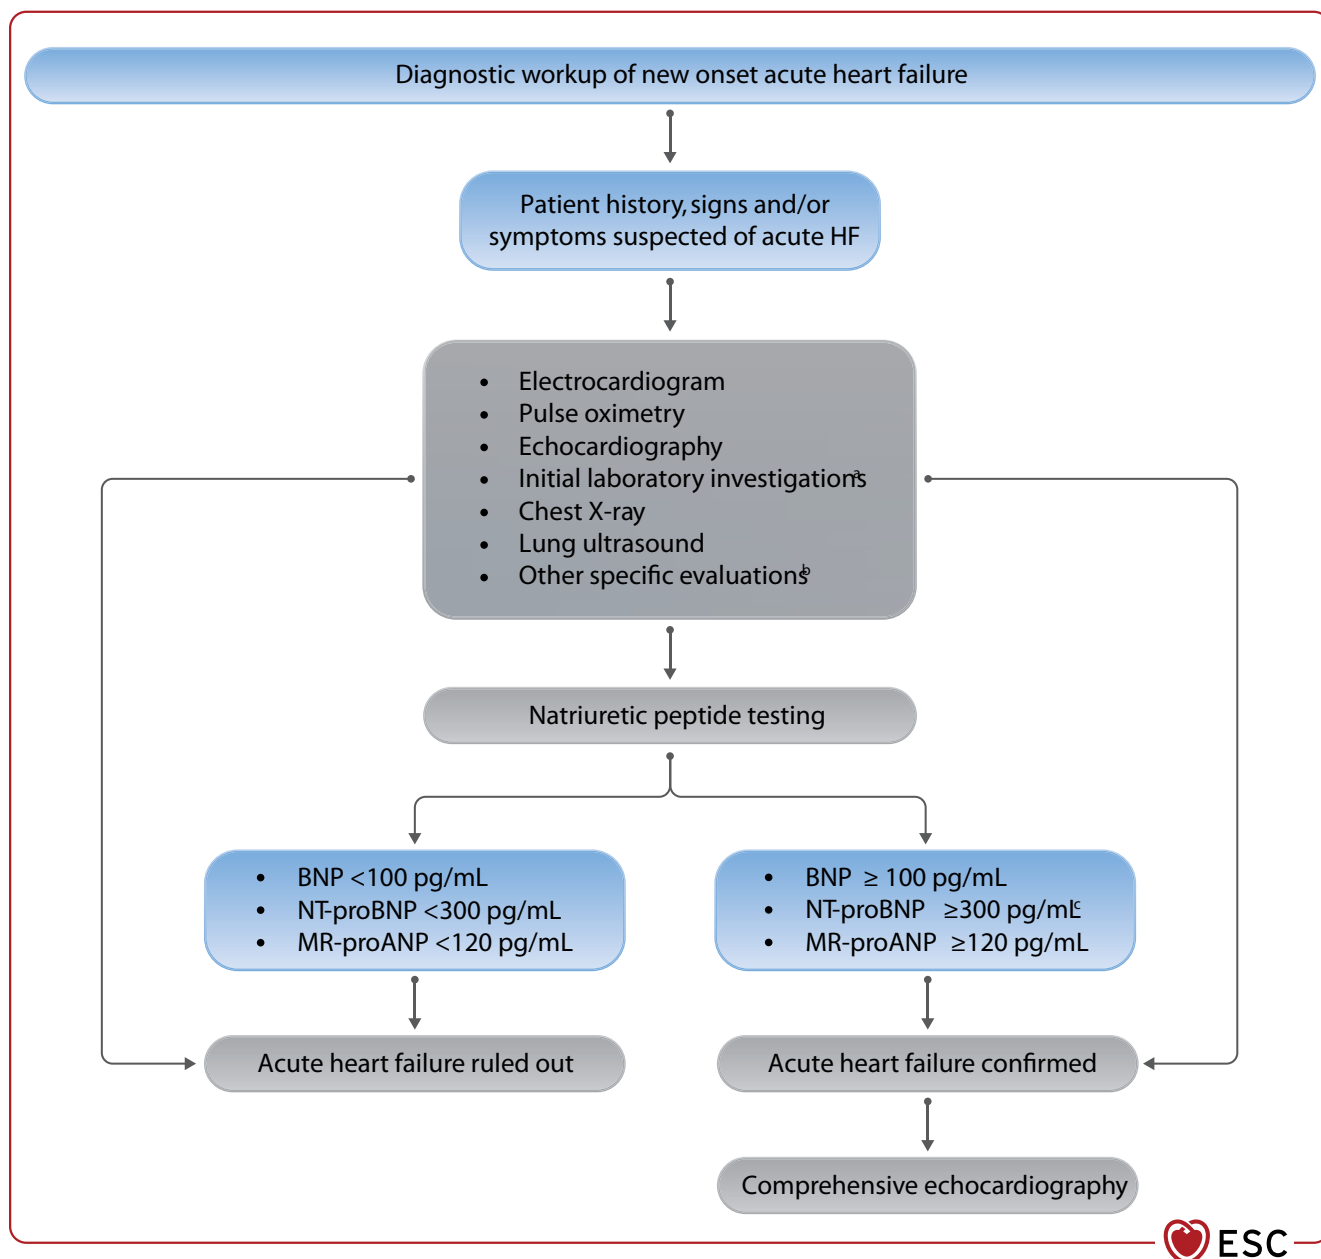 Diagnostic workup of new onset acute heart failure
Patient history, signs and/or
symptoms suspected of acute HF
• Electrocardiogram
• Pulse oximetry
• Echocardiography
• Initial laboratory investigationsᵃ
• Chest X-ray
• Lung ultrasound
• Other specific evaluationsᵇ
Natriuretic peptide testing
• BNP <100 pg/mL
• NT-proBNP <300 pg/mL
• MR-proANP <120 pg/mL
• BNP ≥ 100 pg/mL
• NT-proBNP ≥300 pg/mLᶜ
• MR-proANP ≥120 pg/mL
Acute heart failure ruled out
Acute heart failure confirmed
Comprehensive echocardiography
ESC